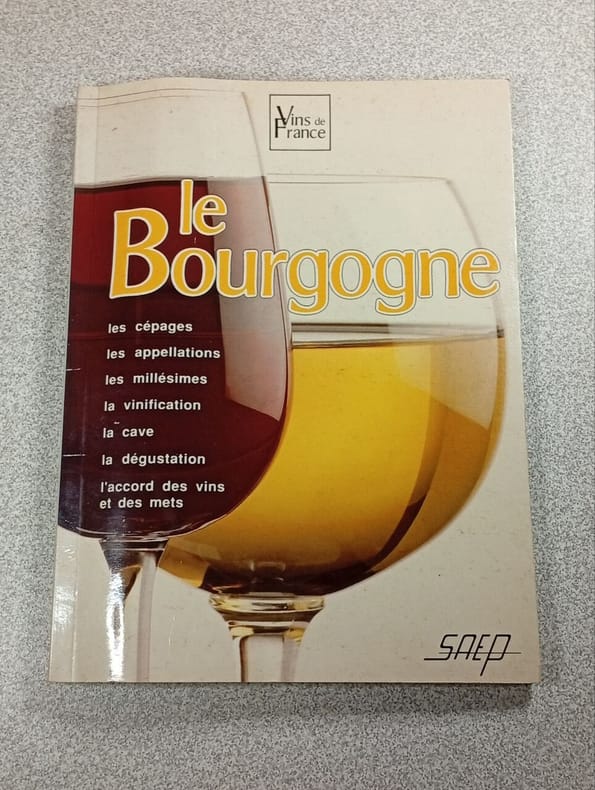 Vins de
France
le
Bourgogne
les cépages
les appellations
les millésimes
la vinification
la cave
la dégustation
l'accord des vins
et des mets
SAEP